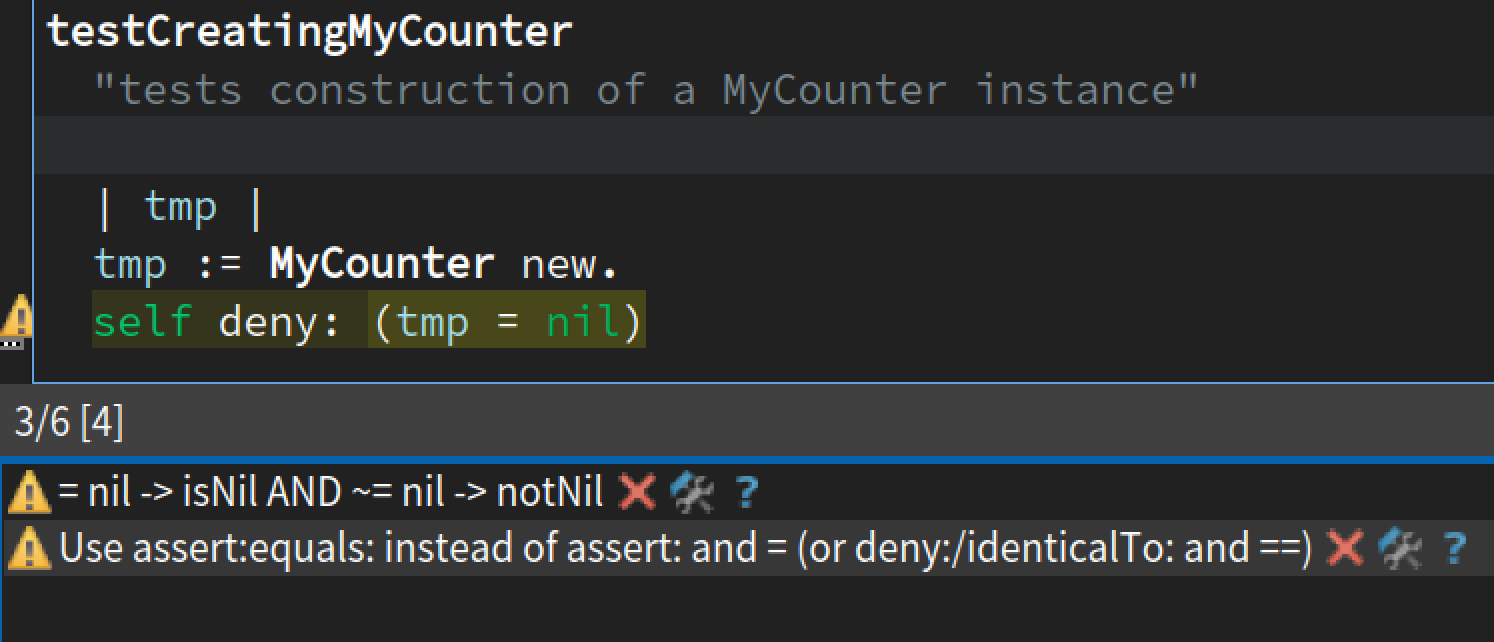 testCreatingMyCounter
"tests construction of a MyCounter instance"
| tmp |
tmp := MyCounter new.
self deny: (tmp = nil)
3/6 [4]
= nil -> isNil AND ~= nil -> notNil ?
Use assert:equals: instead of assert: and = (or deny:/identicalTo: and ==) ?